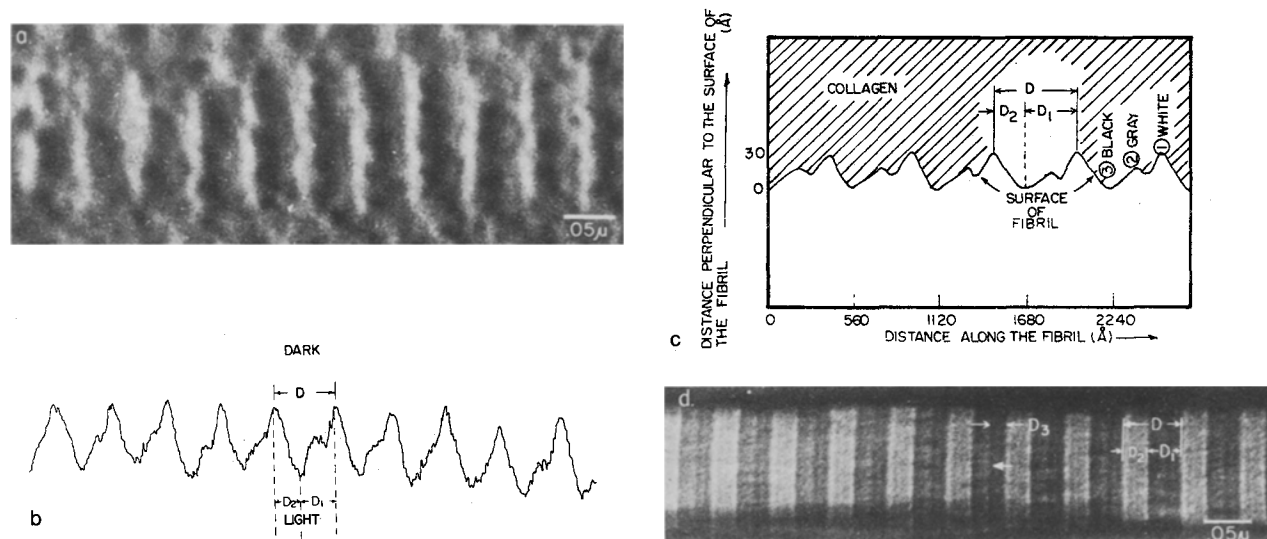 a.
.05μ
DARK
D
D₂ D₁
LIGHT
b
DISTANCE PERPENDICULAR TO THE SURFACE OF
THE FIBRIL (Å)
COLLAGEN
D
D₂ D₁
③ BLACK
② GRAY
① WHITE
30
0
SURFACE
OF
FIBRIL
0 560 1120 1680 2240
DISTANCE ALONG THE FIBRIL (Å)
c
d.
D₃
D
D₂ D₁
.05μ